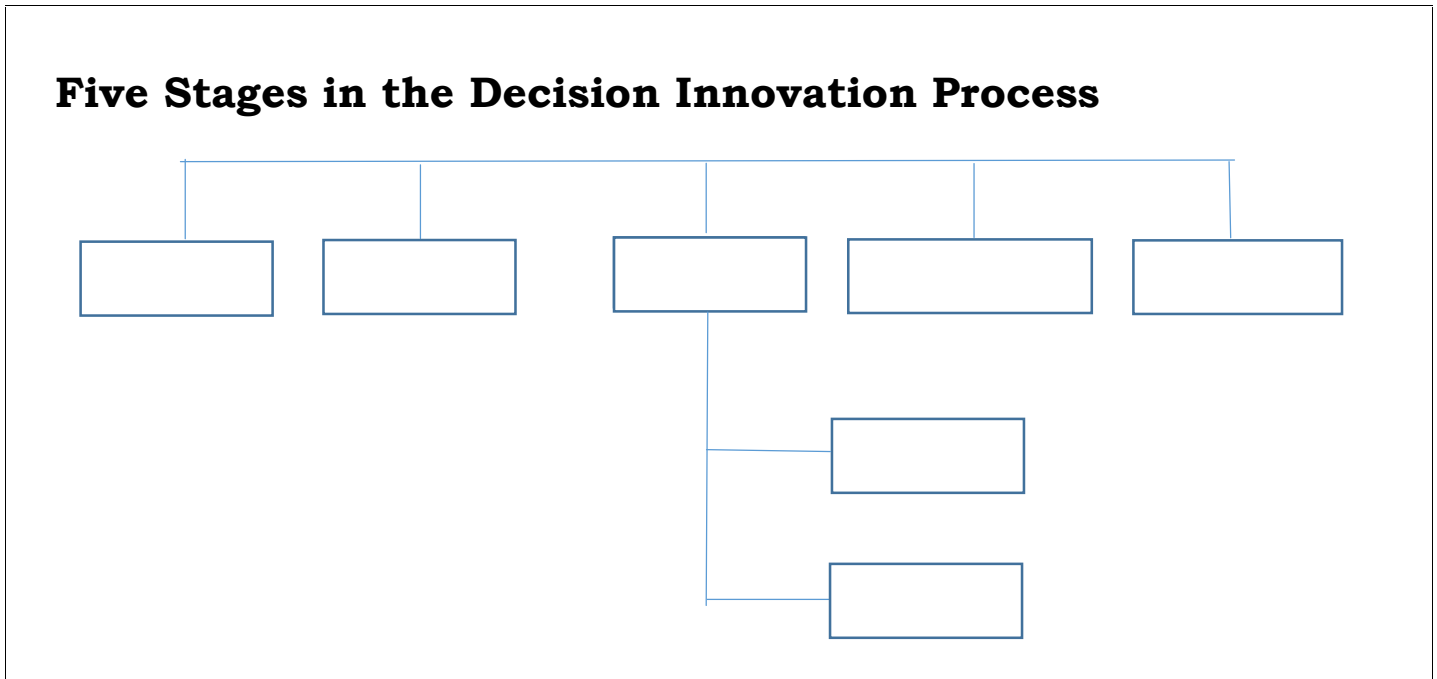 Five Stages in the Decision Innovation Process